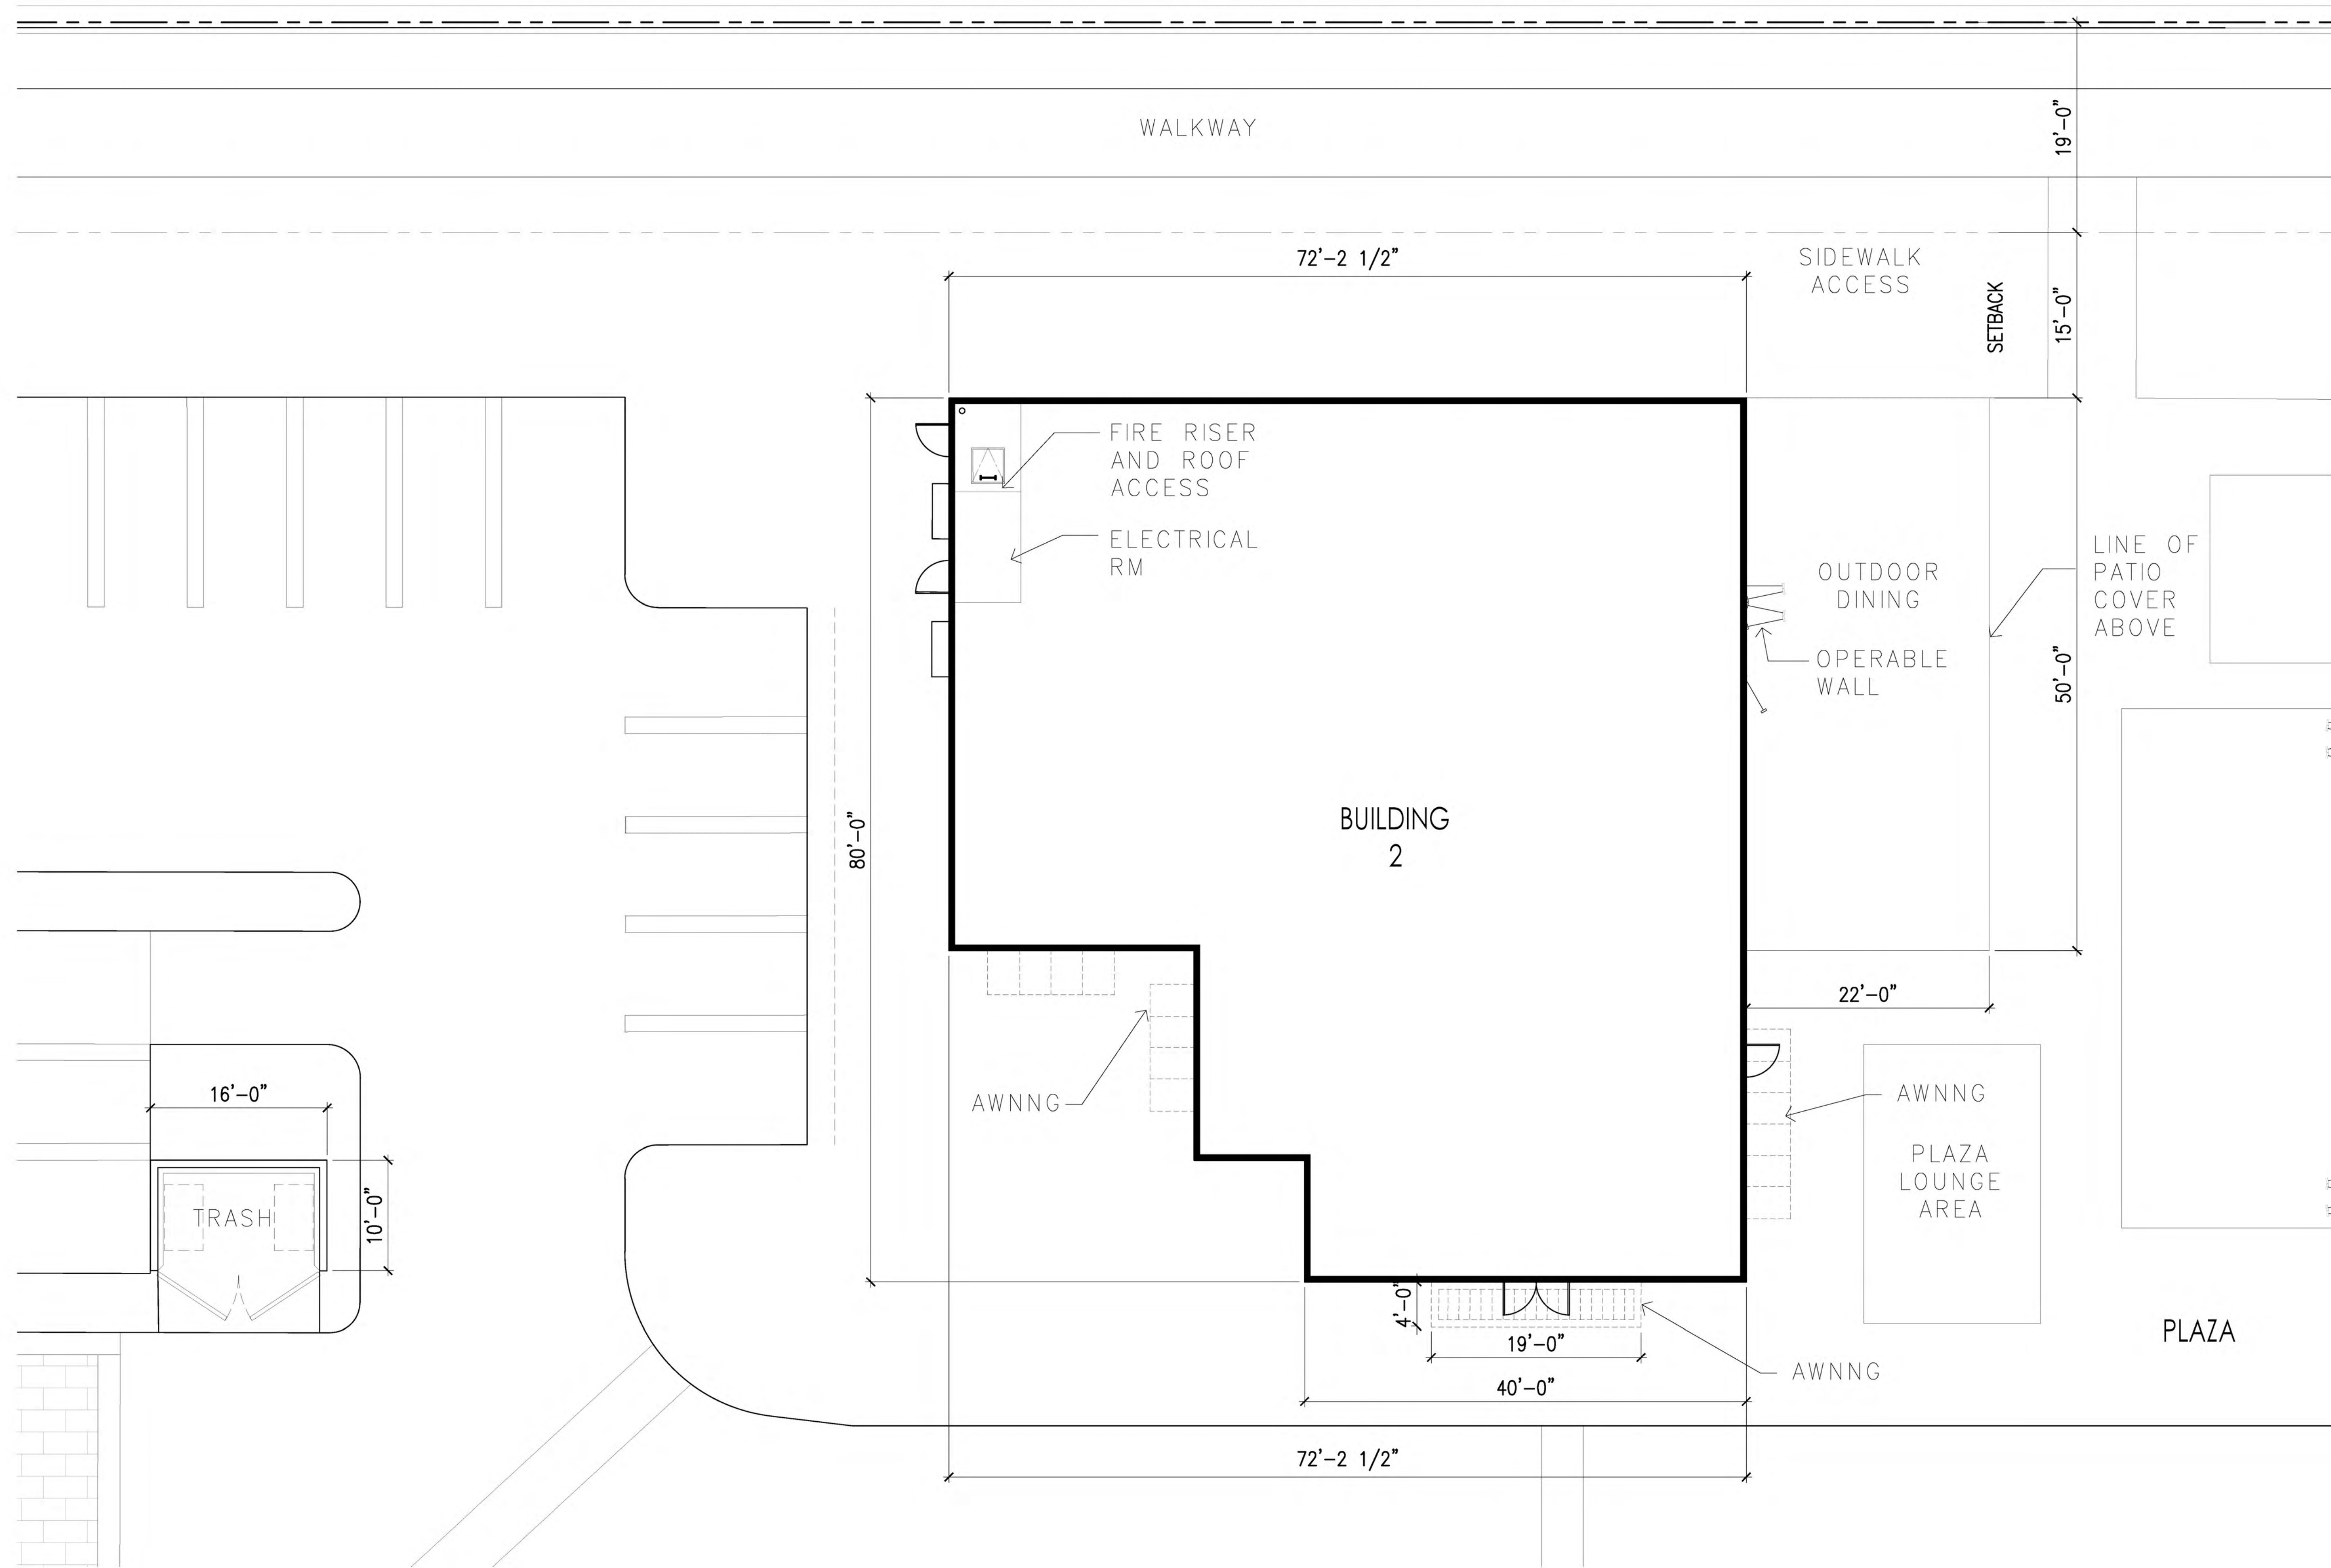 WALKWAY
19'-0"
72'-2 1/2"
SIDEWALK
ACCESS
SETBACK
15'-0"
FIRE RISER
AND ROOF
ACCESS
ELECTRICAL
RM
OUTDOOR
DINING
OPERABLE
WALL
LINE OF
PATIO
COVER
ABOVE
50'-0"
80'-0"
BUILDING
2
22'-0"
AWNNG
AWNNG
PLAZA
LOUNGE
AREA
16'-0"
10'-0"
TRASH
4'-0"
19'-0"
AWNNG
40'-0"
PLAZA
72'-2 1/2"